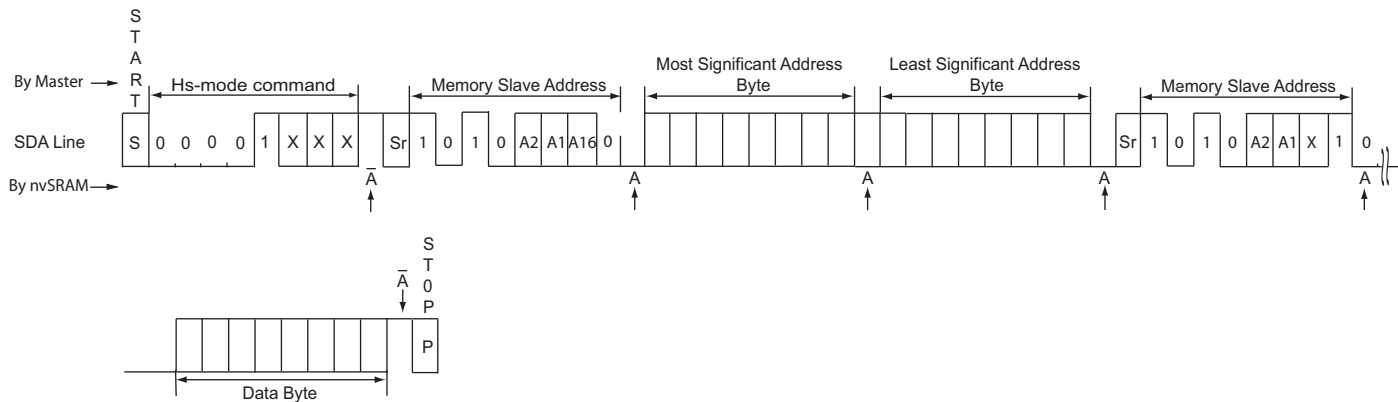 START
By Master
Hs-mode command
Memory Slave Address
Most Significant Address
Byte
Least Significant Address
Byte
Memory Slave Address
SDA Line
S 0 0 0 0 1 X X X Sr 1 0 1 0 A2 A1 A16 0 Sr 1 0 1 0 A2 A1 X 1 0
By nvSRAM
A̅ A A A A
A̅
ST0P
P
Data Byte